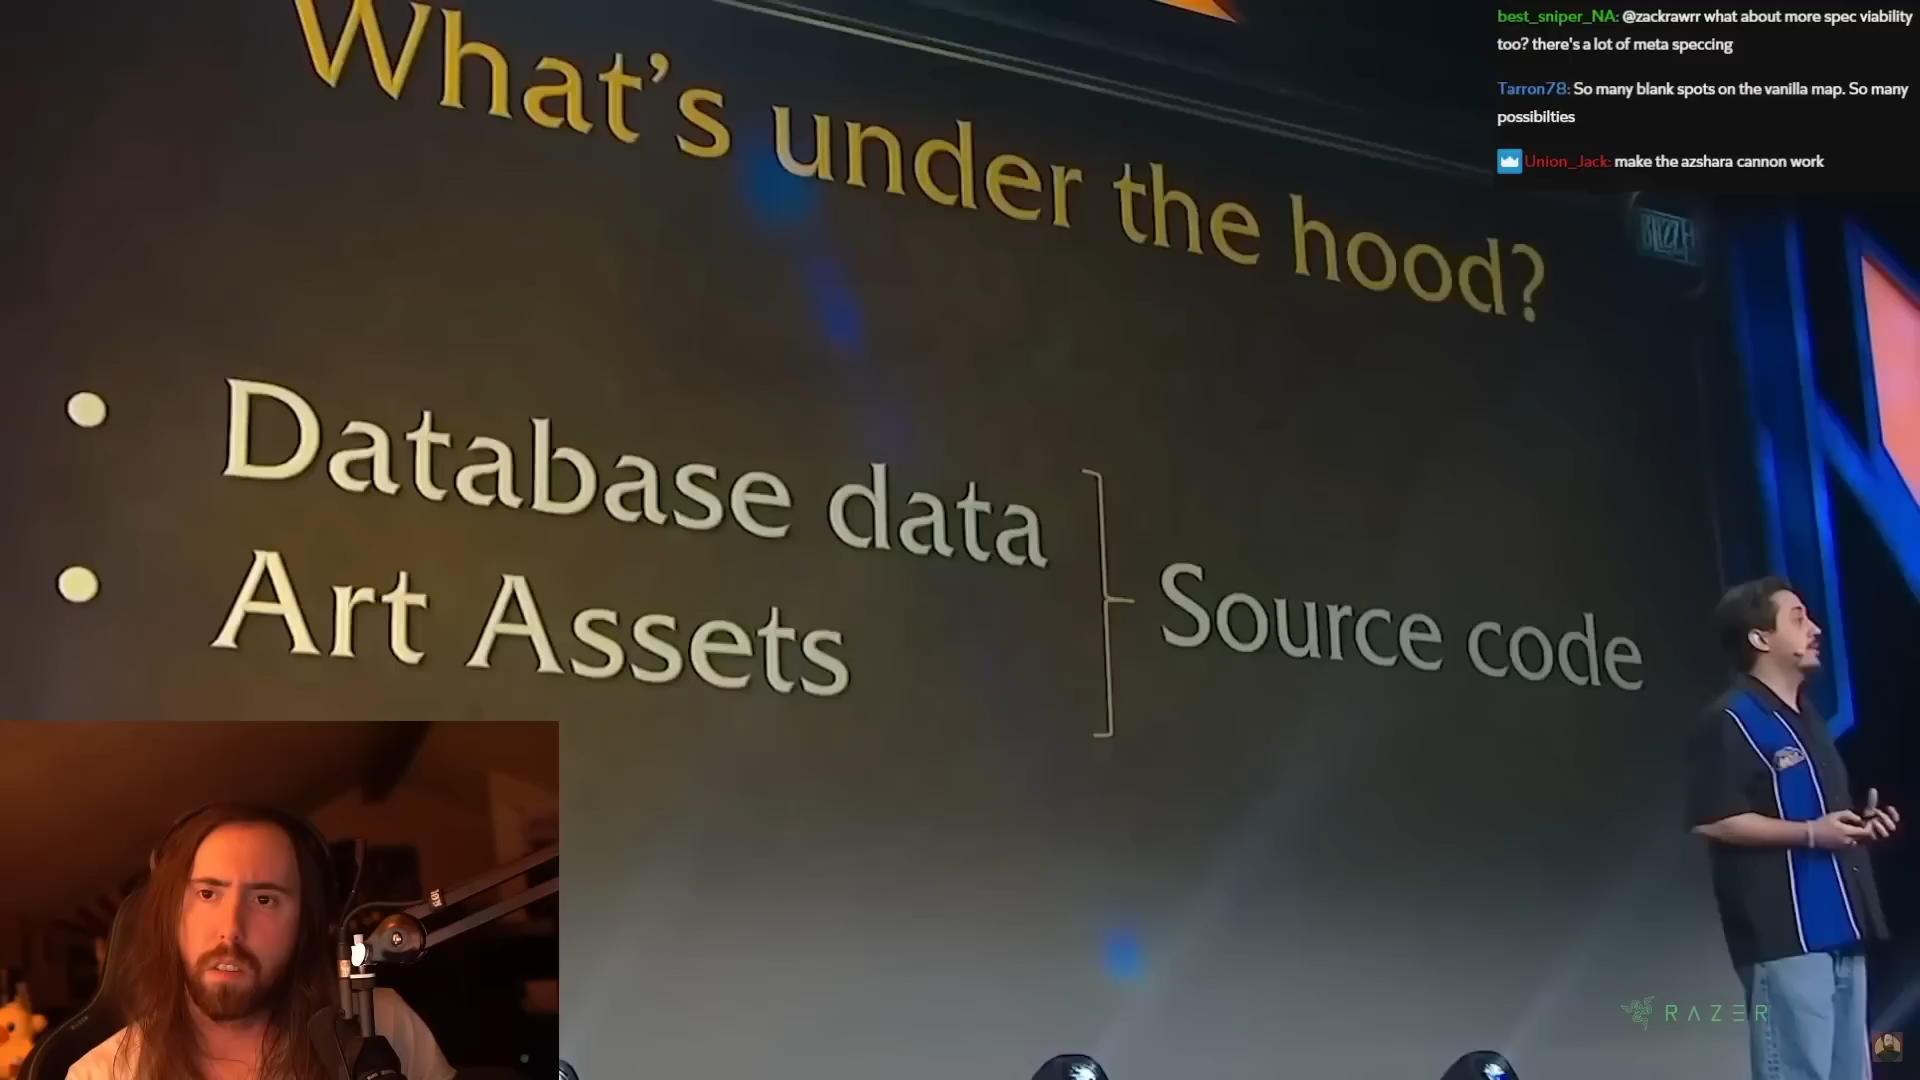 best_sniper_NA: @zackrawrr what about more spec viability
too? there's a lot of meta speccing
Tarron78: So many blank spots on the vanilla map. So many
possibilties
Union_Jack: make the azshara cannon work
What's under the hood?
• Database data
• Art Assets
Source code
RAZER